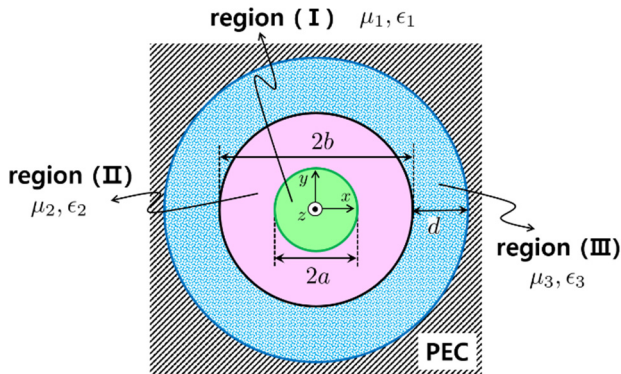 region (Ⅰ) μ₁, ϵ₁
2b
region (Ⅱ)
μ₂, ϵ₂
y
x
z
d
2a
region (Ⅲ)
μ₃, ϵ₃
PEC